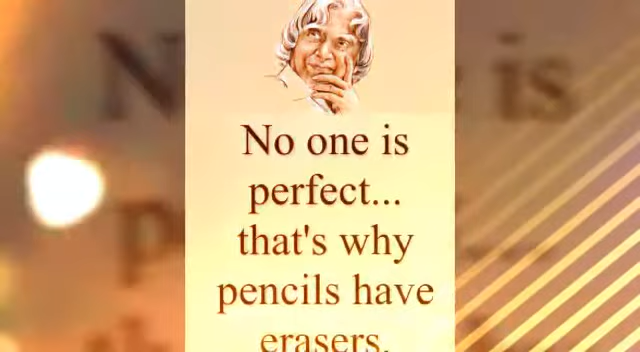 No one is
perfect...
that's why
pencils have
erasers.